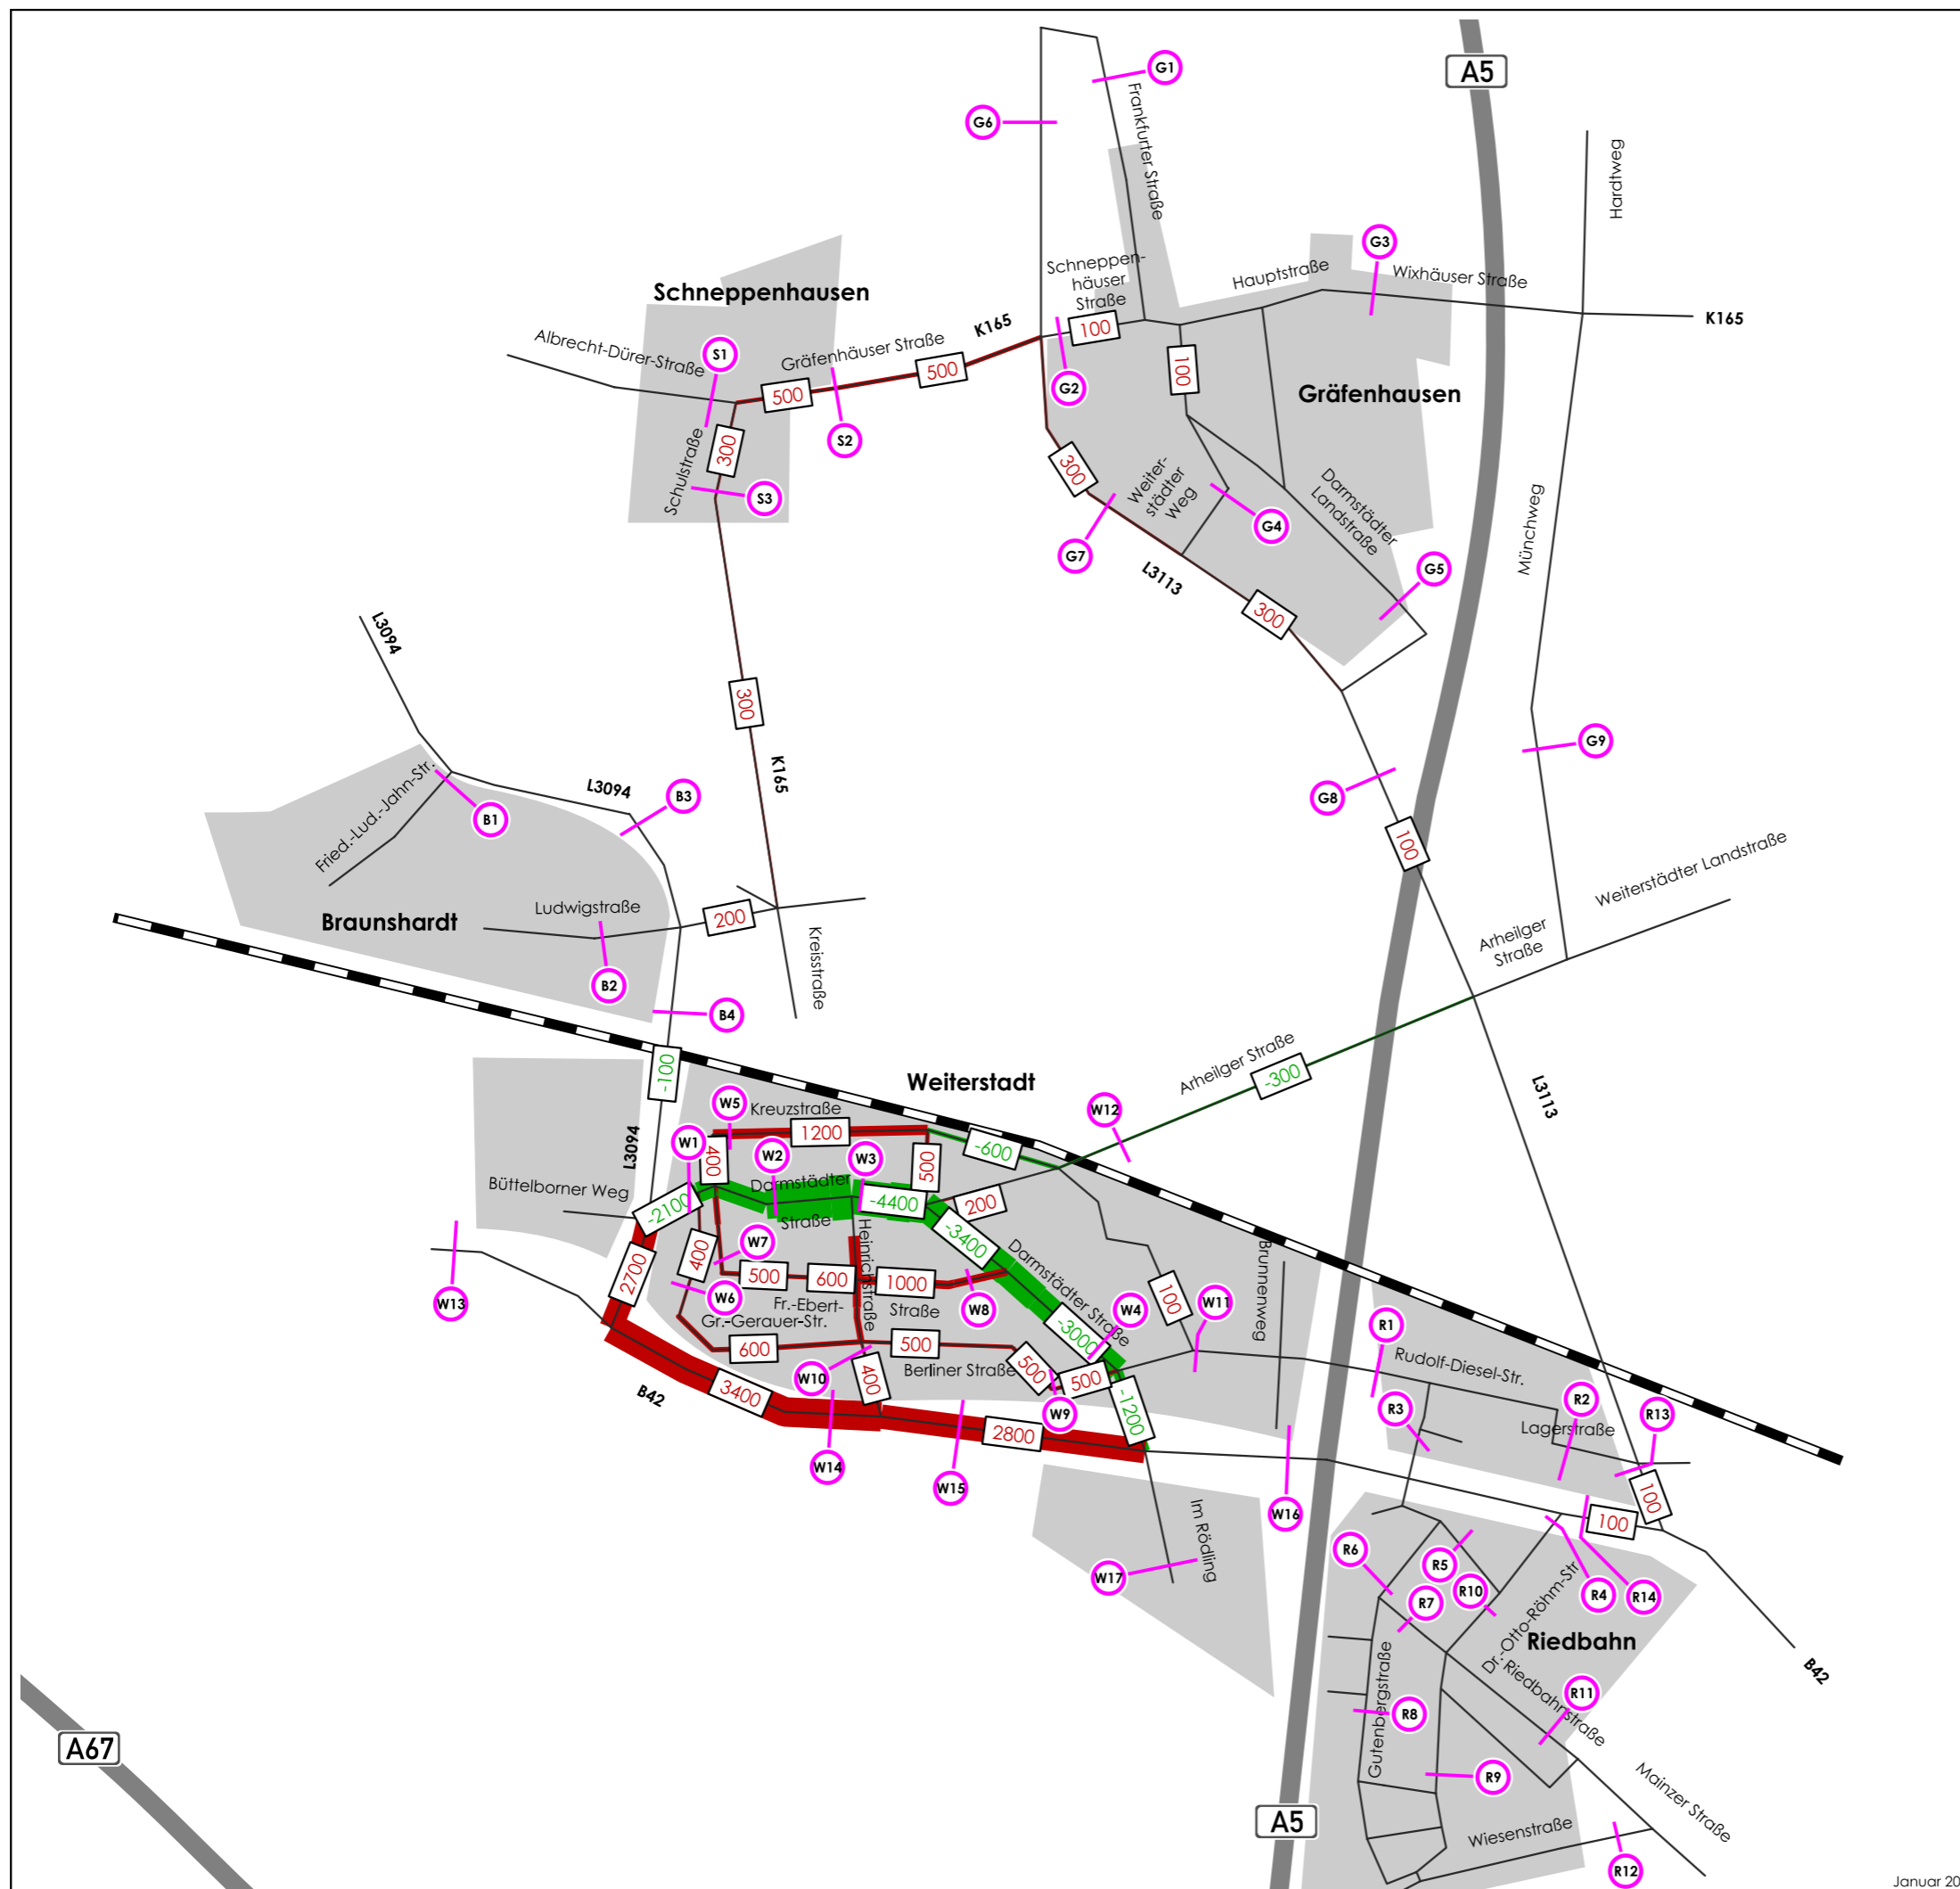 G1
A5
G6
Frankfurter Straße
Hardtweg
G3
Schneppen-
häuser
Straße
Hauptstraße
Wixhäuser Straße
Schneppenhausen
K165
K165
100
Albrecht-Dürer-Straße
S1
Gräfenhäuser Straße
500
500
100
G2
Gräfenhausen
S2
300
Schulstraße
S3
300
Weiter-
städter
Weg
G4
Darmstädter
Landstraße
G7
Münchweg
L3113
G5
300
L3094
300
G9
K165
L3094
B3
G8
B1
Fried.-Lud.-Jahn-Str.
100
Weiterstädter Landstraße
Ludwigstraße
200
Braunshardt
Arheilger
Straße
Kreisstraße
B2
B4
-100
Weiterstadt
Arheilger Straße
-300
L3113
W5
Kreuzstraße
W12
1200
-600
W1
L3094
400
W2
W3
500
Büttelborner Weg
Darmstädter
-2100
-4400
200
Straße
400
W7
Heinrichstraße
-3400
Darmstädter Straße
Brunnenweg
2700
500
600
1000
100
W11
W13
W6
Fr.-Ebert-
Straße
W8
W4
R1
Gr.-Gerauer-Str.
-3000
600
500
Rudolf-Diesel-Str.
Berliner Straße
500
500
W10
400
3400
B42
W9
-1200
R3
R2
R13
Lagerstraße
2800
W14
W15
W16
100
100
Im Rödling
R6
R5
W17
R10
R7
R4
R14
Dr.-Otto-Röhm-Str.
Riedbahn
B42
Riedbahnstraße
R11
Gutenbergstraße
R8
A67
R9
Mainzer Straße
A5
Wiesenstraße
R12
Januar 20